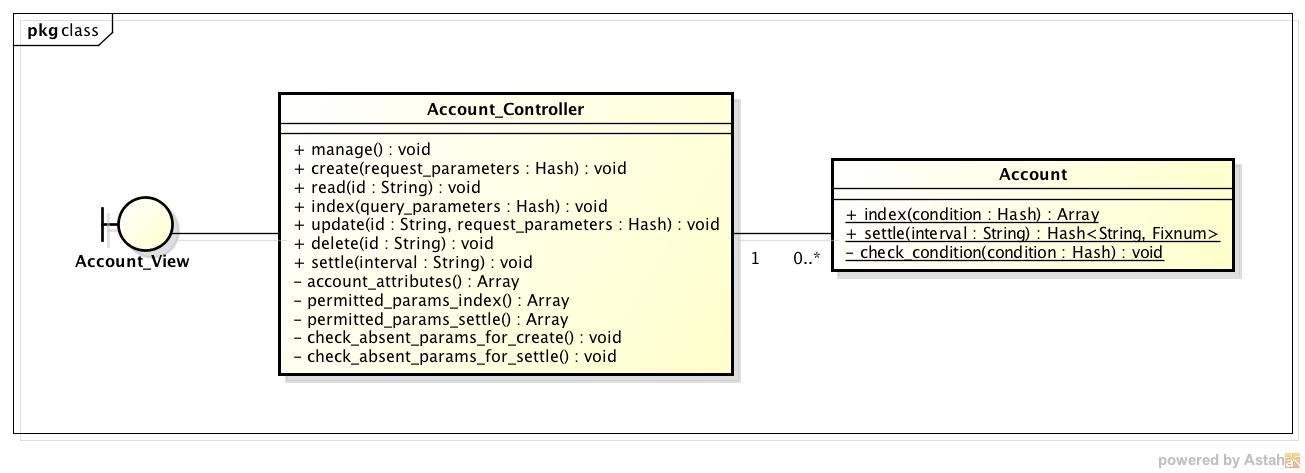 pkg class
Account_Controller
+ manage() : void
+ create(request_parameters : Hash) : void
+ read(id : String) : void
+ index(query_parameters : Hash) : void
+ update(id : String, request_parameters : Hash) : void
+ delete(id : String) : void
+ settle(interval : String) : void
- account_attributes() : Array
- permitted_params_index() : Array
- permitted_params_settle() : Array
- check_absent_params_for_create() : void
- check_absent_params_for_settle() : void
Account_View
1 0..*
Account
+ index(condition : Hash) : Array
+ settle(interval : String) : Hash<String, Fixnum>
- check_condition(condition : Hash) : void
powered by Astah